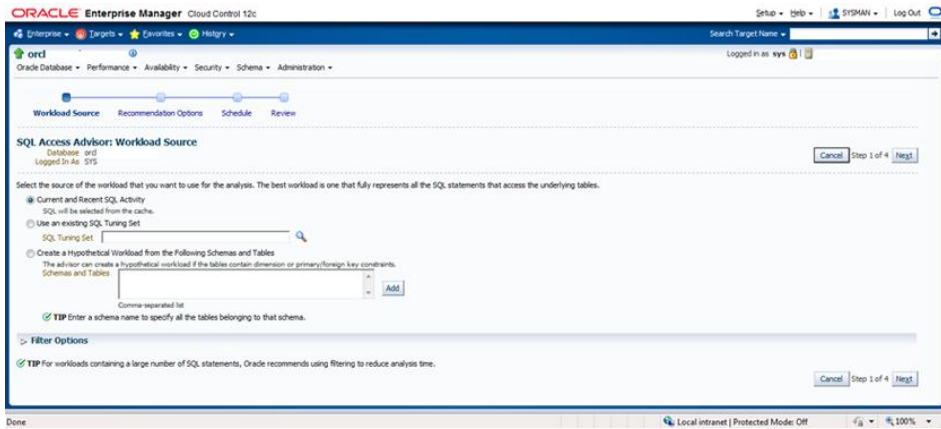 ORACLE Enterprise Manager Cloud Control 12c
Setup Help SYSMAN Log Out
Enterprise Targets Favorites History Search Target Name
orcl Logged in as sys
Oracle Database Performance Availability Security Schema Administration
Workload Source Recommendation Options Schedule Review
SQL Access Advisor: Workload Source
Database orcl
Logged In As SYS
Cancel Step 1 of 4 Next
Select the source of the workload that you want to use for the analysis. The best workload is one that fully represents all the SQL statements that access the underlying tables.
Current and Recent SQL Activity
SQL will be selected from the cache.
Use an existing SQL Tuning Set
SQL Tuning Set
Create a Hypothetical Workload from the Following Schemas and Tables
The advisor can create a hypothetical workload if the tables contain dimension or primary/foreign key constraints.
Schemas and Tables
Add
Comma-separated list
TIP Enter a schema name to specify all the tables belonging to that schema.
Filter Options
TIP For workloads containing a large number of SQL statements, Oracle recommends using filtering to reduce analysis time.
Cancel Step 1 of 4 Next
Done Local intranet | Protected Mode: Off 100%